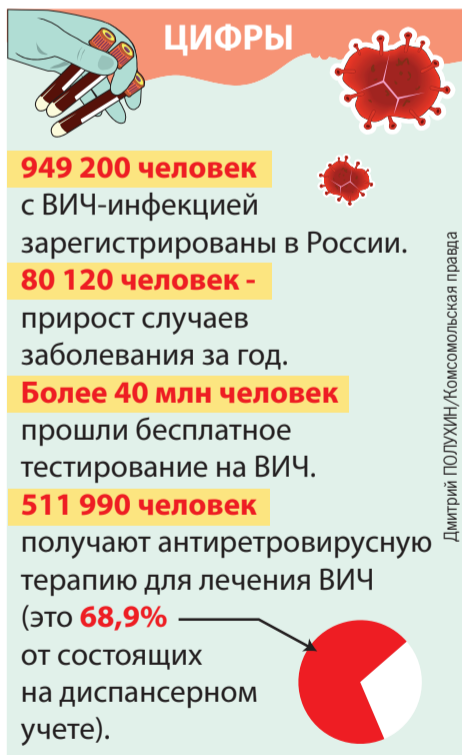 ЦИФРЫ
949 200 человек
с ВИЧ-инфекцией
зарегистрированы в России.
80 120 человек -
прирост случаев
заболевания за год.
Более 40 млн человек
прошли бесплатное
тестирование на ВИЧ.
511 990 человек
получают антиретровирусную
терапию для лечения ВИЧ
(это 68,9%
от состоящих
на диспансерном
учете).
Дмитрий ПОЛУХИН/Комсомольская правда